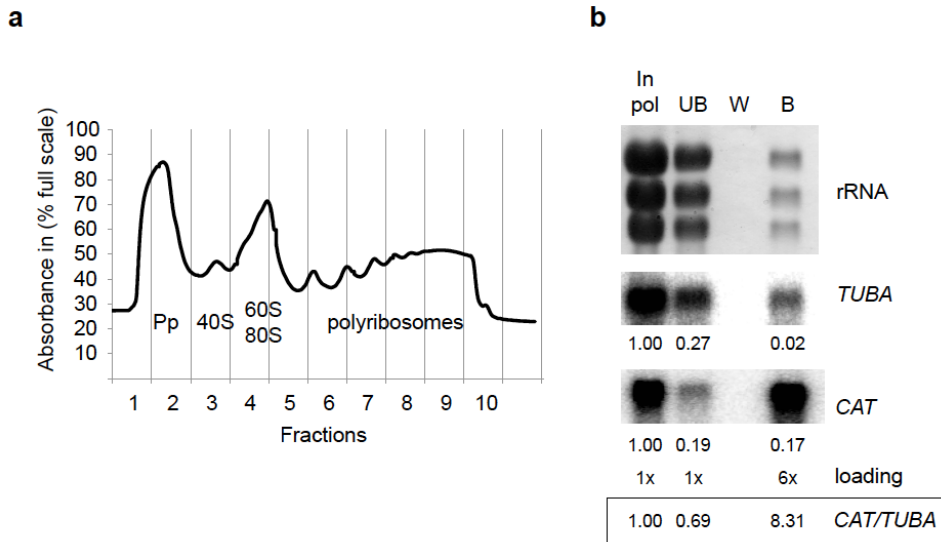 a
100
90
80
70
60
50
40
30
20
10
Absorbance in (% full scale)
Pp
40S
60S
80S
polyribosomes
1 2 3 4 5 6 7 8 9 10
Fractions
b
In
pol UB W B
rRNA
TUBA
1.00 0.27 0.02
CAT
1.00 0.19 0.17
1x 1x 6x loading
1.00 0.69 8.31 CAT/TUBA